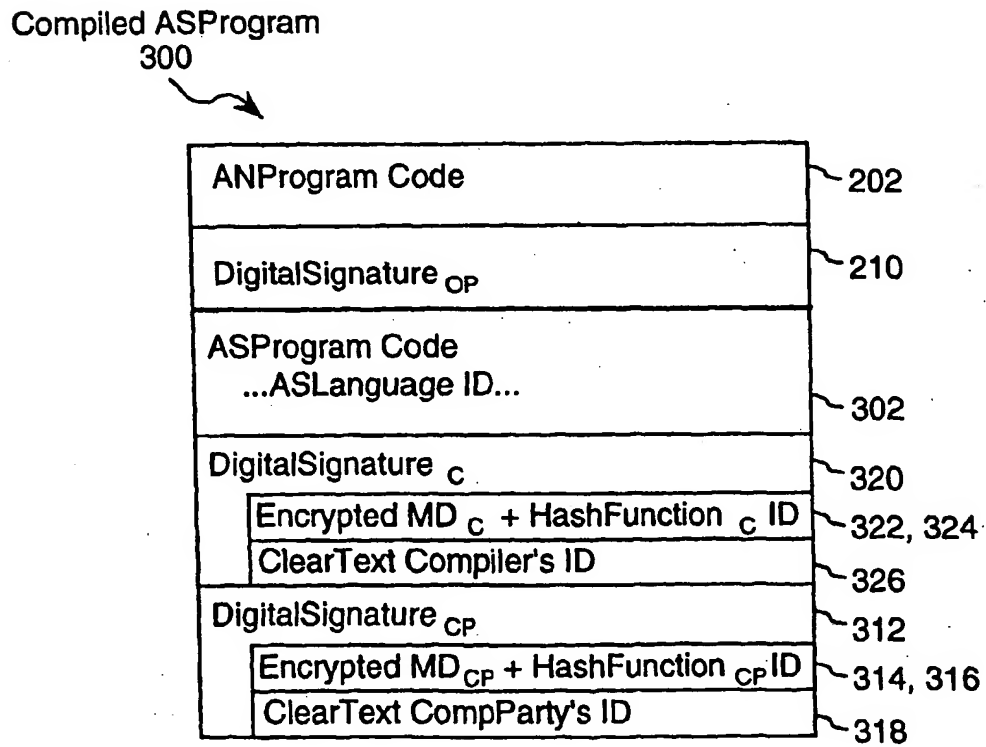 Compiled ASProgram
300
ANProgram Code
202
DigitalSignature OP
210
ASProgram Code
...ASLanguage ID...
302
DigitalSignature C
320
Encrypted MD C + HashFunction C ID
322, 324
ClearText Compiler's ID
326
DigitalSignature CP
312
Encrypted MD CP + HashFunction CP ID
314, 316
ClearText CompParty's ID
318